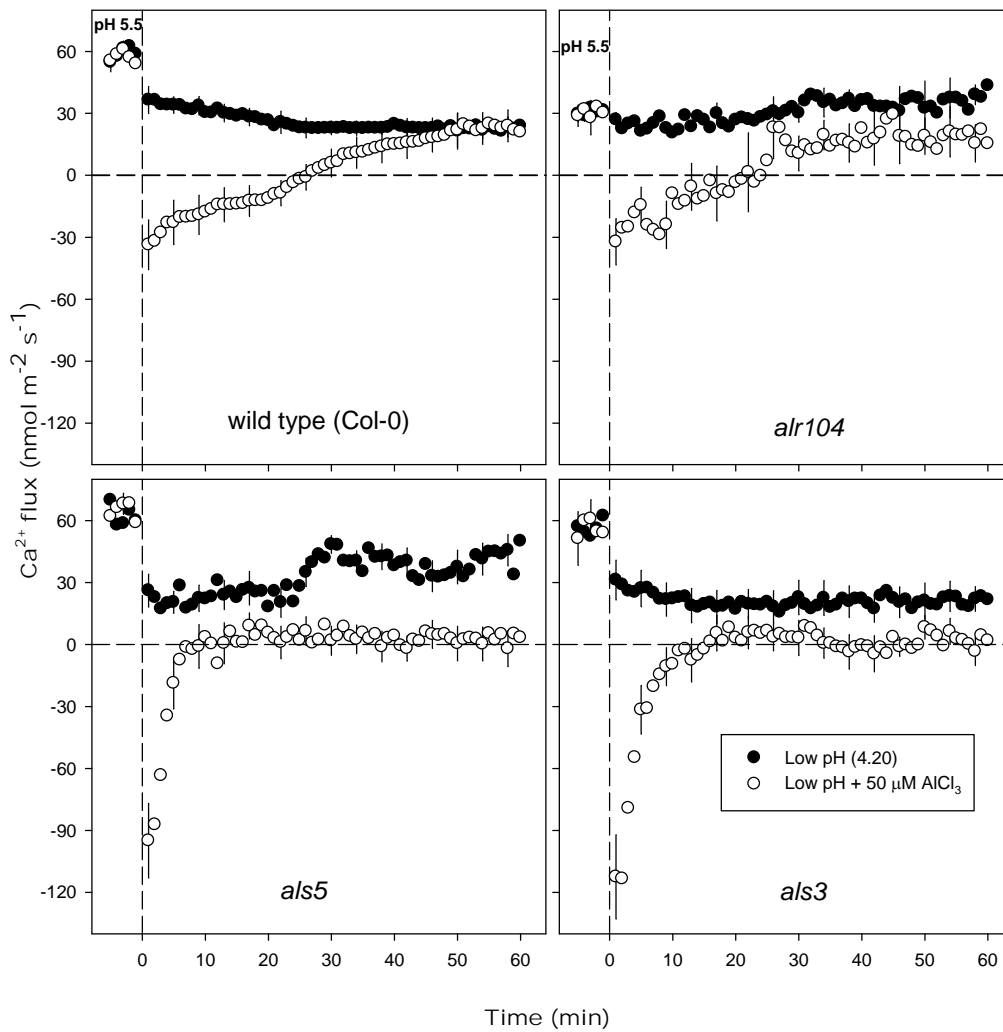 pH 5.5
60
30
0
-30
-60
-90
-120
wild type (Col-0)
pH 5.5
alr104
Ca²⁺ flux (nmol m⁻² s⁻¹)
60
30
0
-30
-60
-90
-120
als5
0 10 20 30 40 50 60
Low pH (4.20)
Low pH + 50 μM AlCl₃
als3
0 10 20 30 40 50 60
Time (min)